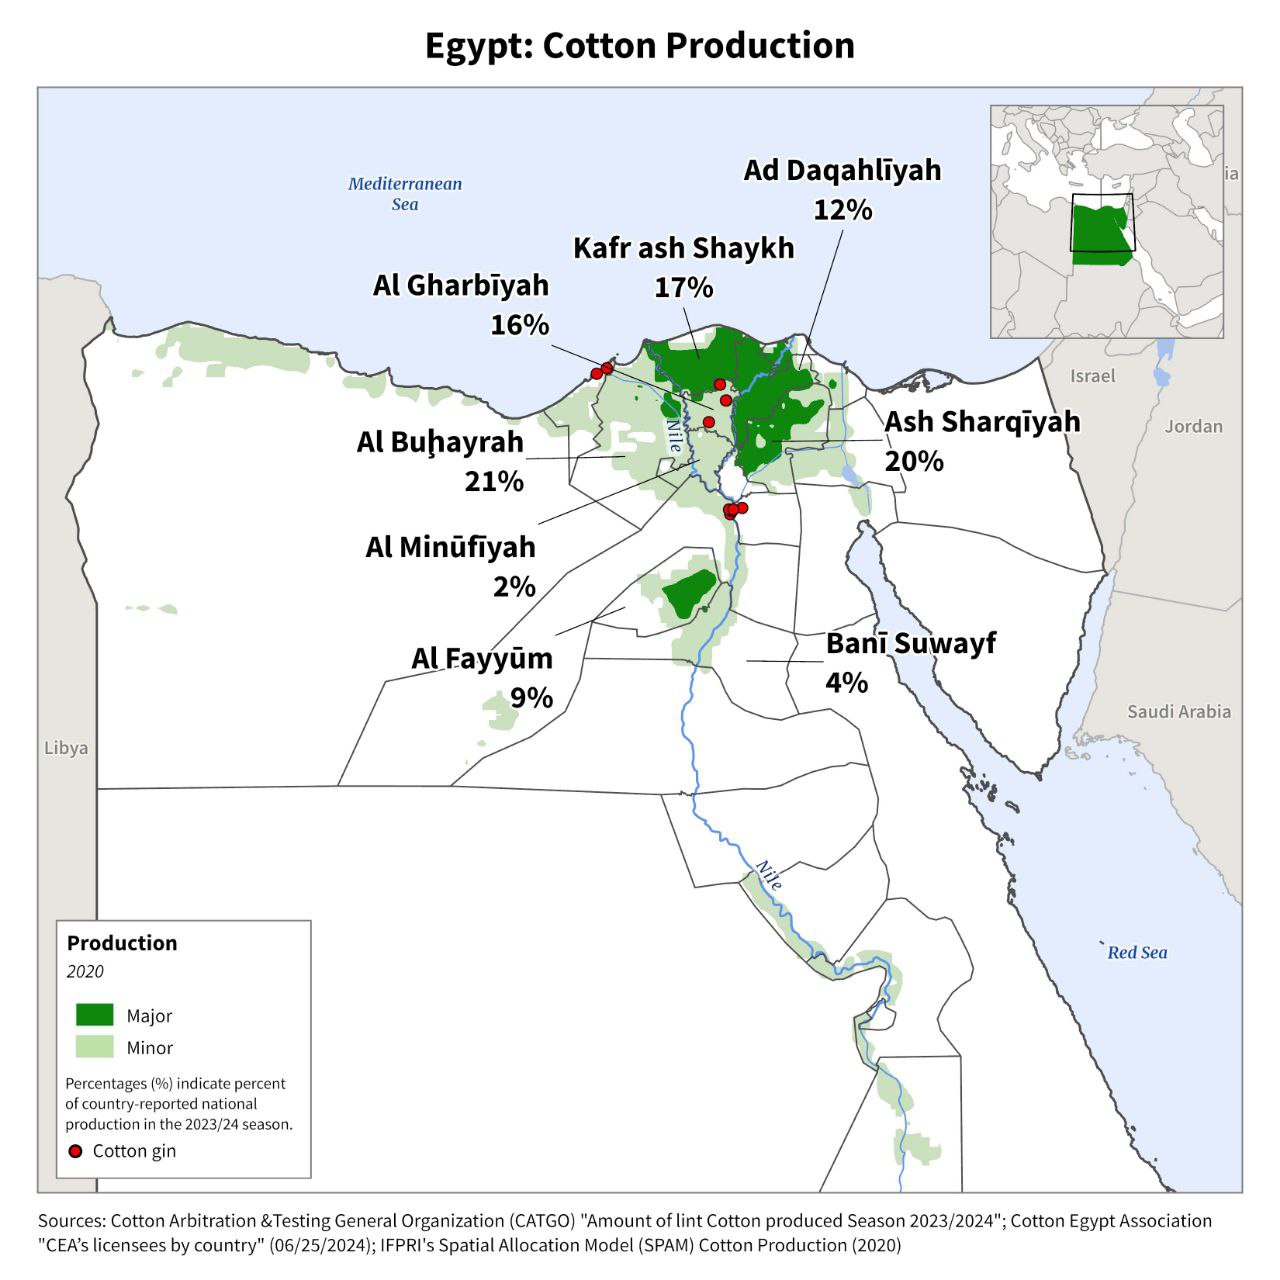 Egypt: Cotton Production
Mediterranean
Sea
ia
Ad Daqahlīyah
12%
Kafr ash Shaykh
17%
Al Gharbīyah
16%
Israel
Jordan
Ash Sharqīyah
20%
Al Buḩayrah
21%
Nile
Al Minūfīyah
2%
Banī Suwayf
4%
Al Fayyūm
9%
Saudi Arabia
Libya
Nile
Red Sea
Production
2020
Major
Minor
Percentages (%) indicate percent
of country-reported national
production in the 2023/24 season.
Cotton gin
Sources: Cotton Arbitration &Testing General Organization (CATGO) "Amount of lint Cotton produced Season 2023/2024"; Cotton Egypt Association
"CEA’s licensees by country" (06/25/2024); IFPRI's Spatial Allocation Model (SPAM) Cotton Production (2020)